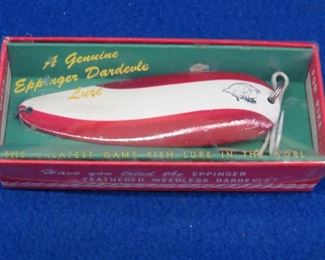 A Genuine
Eppinger Dardevle
Lure
THE GREATEST GAME-FISH LURE IN THE WORL
Have you tried the EPPINGER
FEATHERED WEEDLESS DARDEVLE?